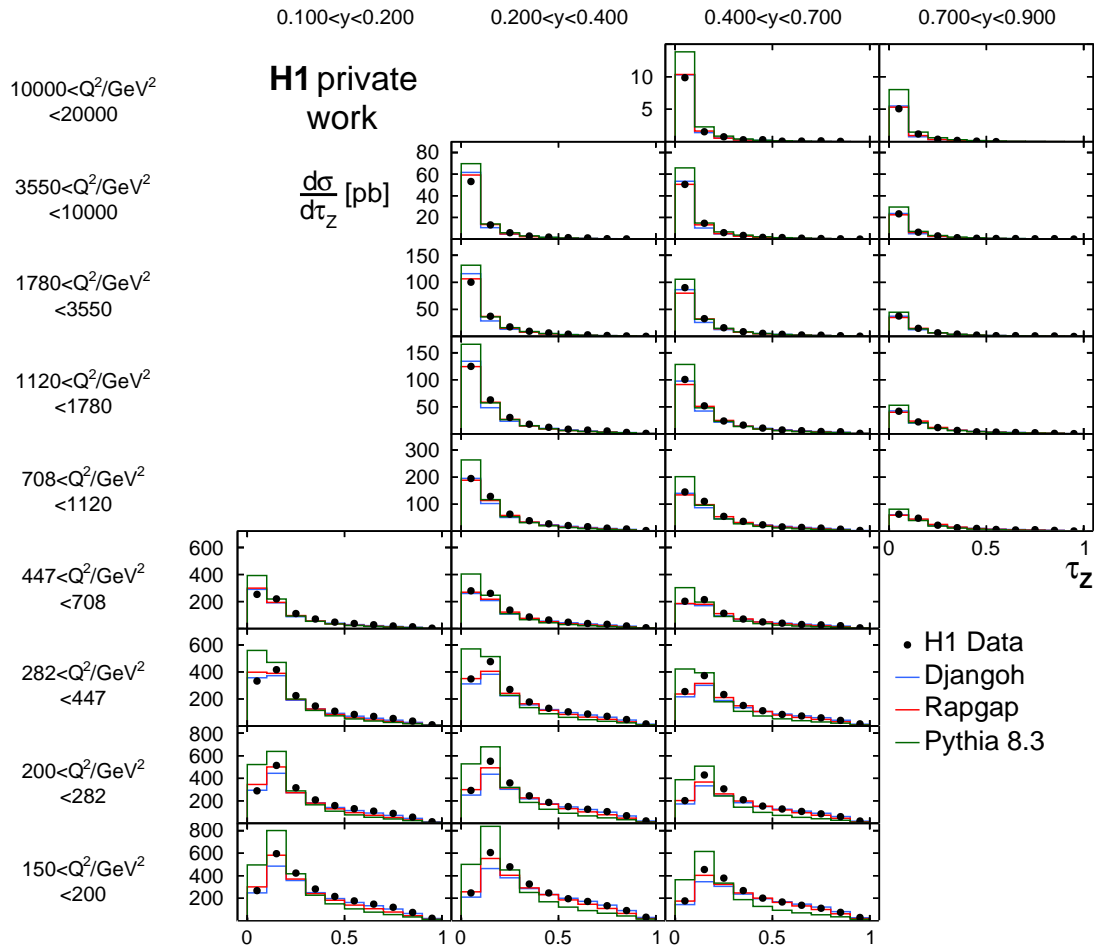 0.100<y<0.200 0.200<y<0.400 0.400<y<0.700 0.700<y<0.900
10000<Q²/GeV²
<20000
H1 private
work
10
5
3550<Q²/GeV²
<10000
dσ
dτ_z [pb]
80
60
40
20
1780<Q²/GeV²
<3550
150
100
50
1120<Q²/GeV²
<1780
150
100
50
708<Q²/GeV²
<1120
300
200
100
0 0.5 1
τ_z
447<Q²/GeV²
<708
600
400
200
282<Q²/GeV²
<447
600
400
200
H1 Data
Djangoh
Rapgap
Pythia 8.3
200<Q²/GeV²
<282
800
600
400
200
150<Q²/GeV²
<200
800
600
400
200
0 0.5 1 0 0.5 1 0 0.5 1